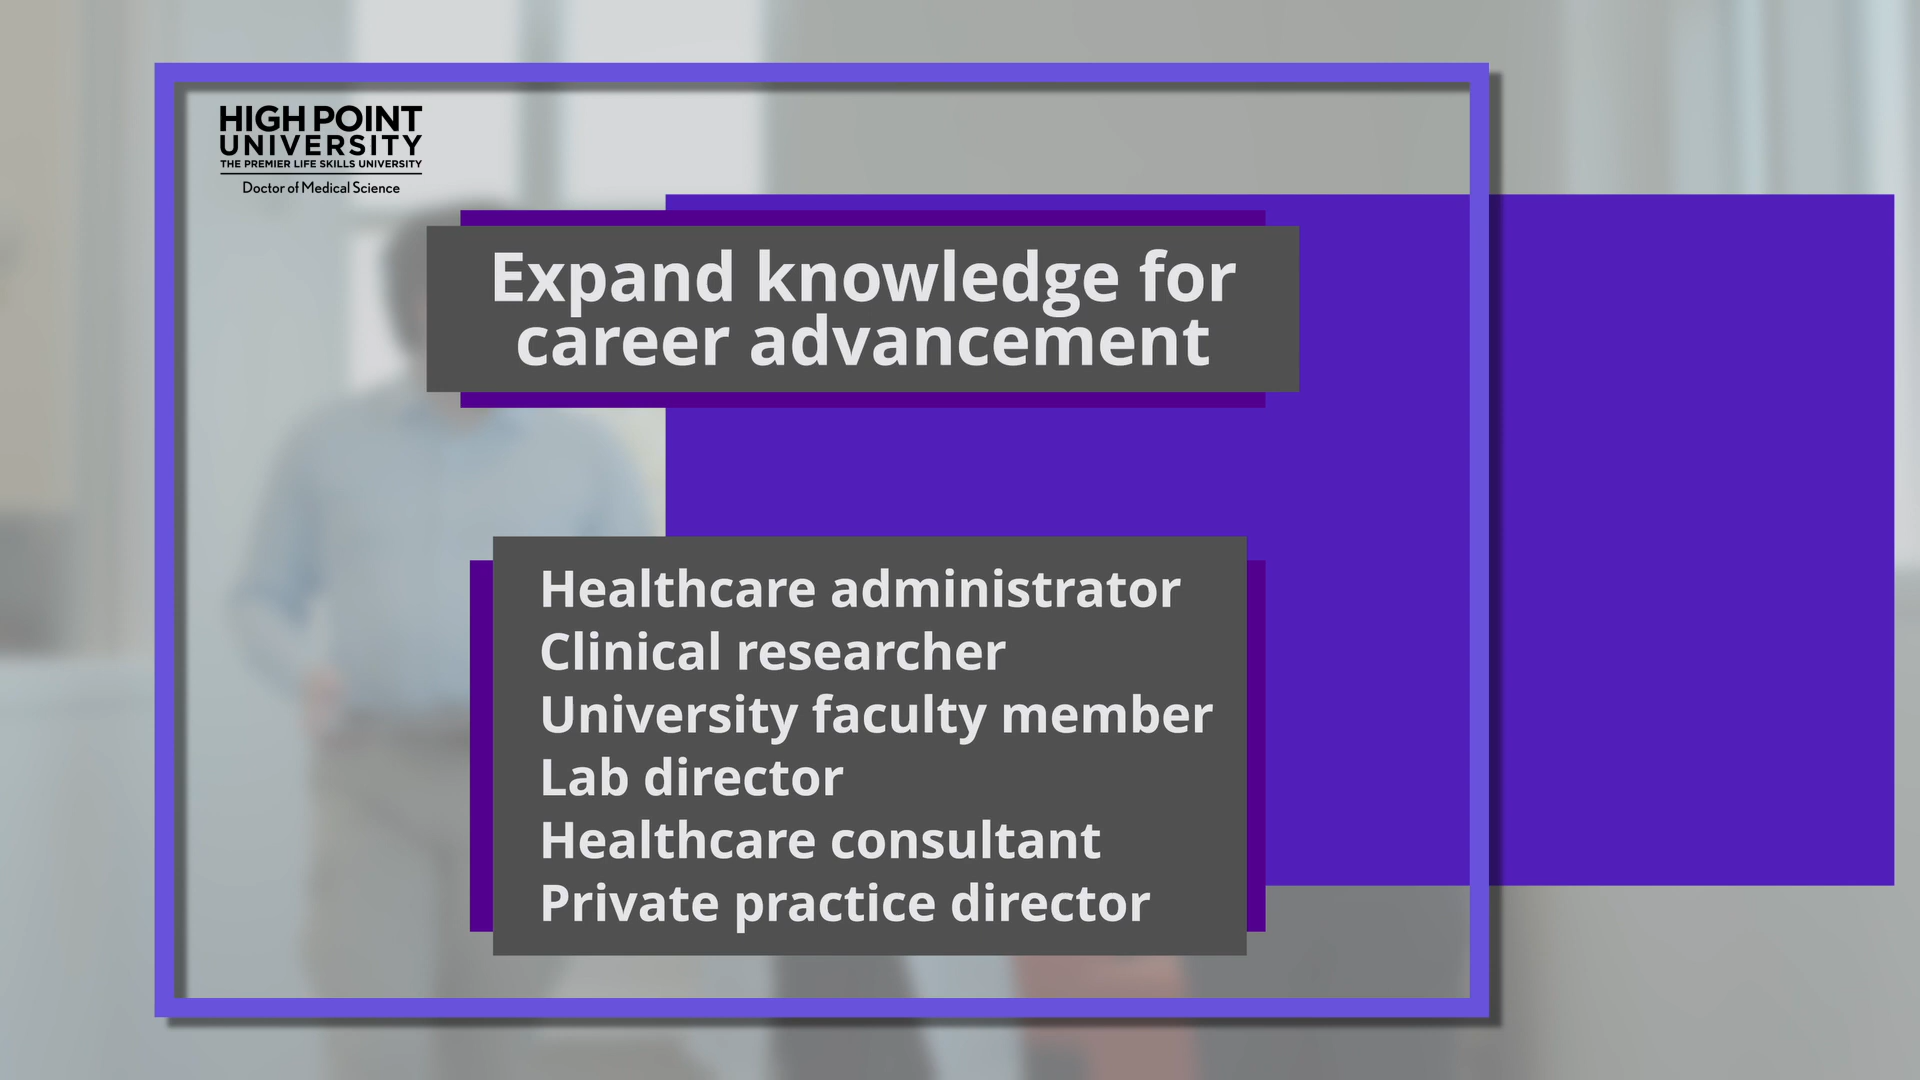 HIGH POINT
UNIVERSITY
THE PREMIER LIFE SKILLS UNIVERSITY
Doctor of Medical Science
Expand knowledge for
career advancement
Healthcare administrator
Clinical researcher
University faculty member
Lab director
Healthcare consultant
Private practice director